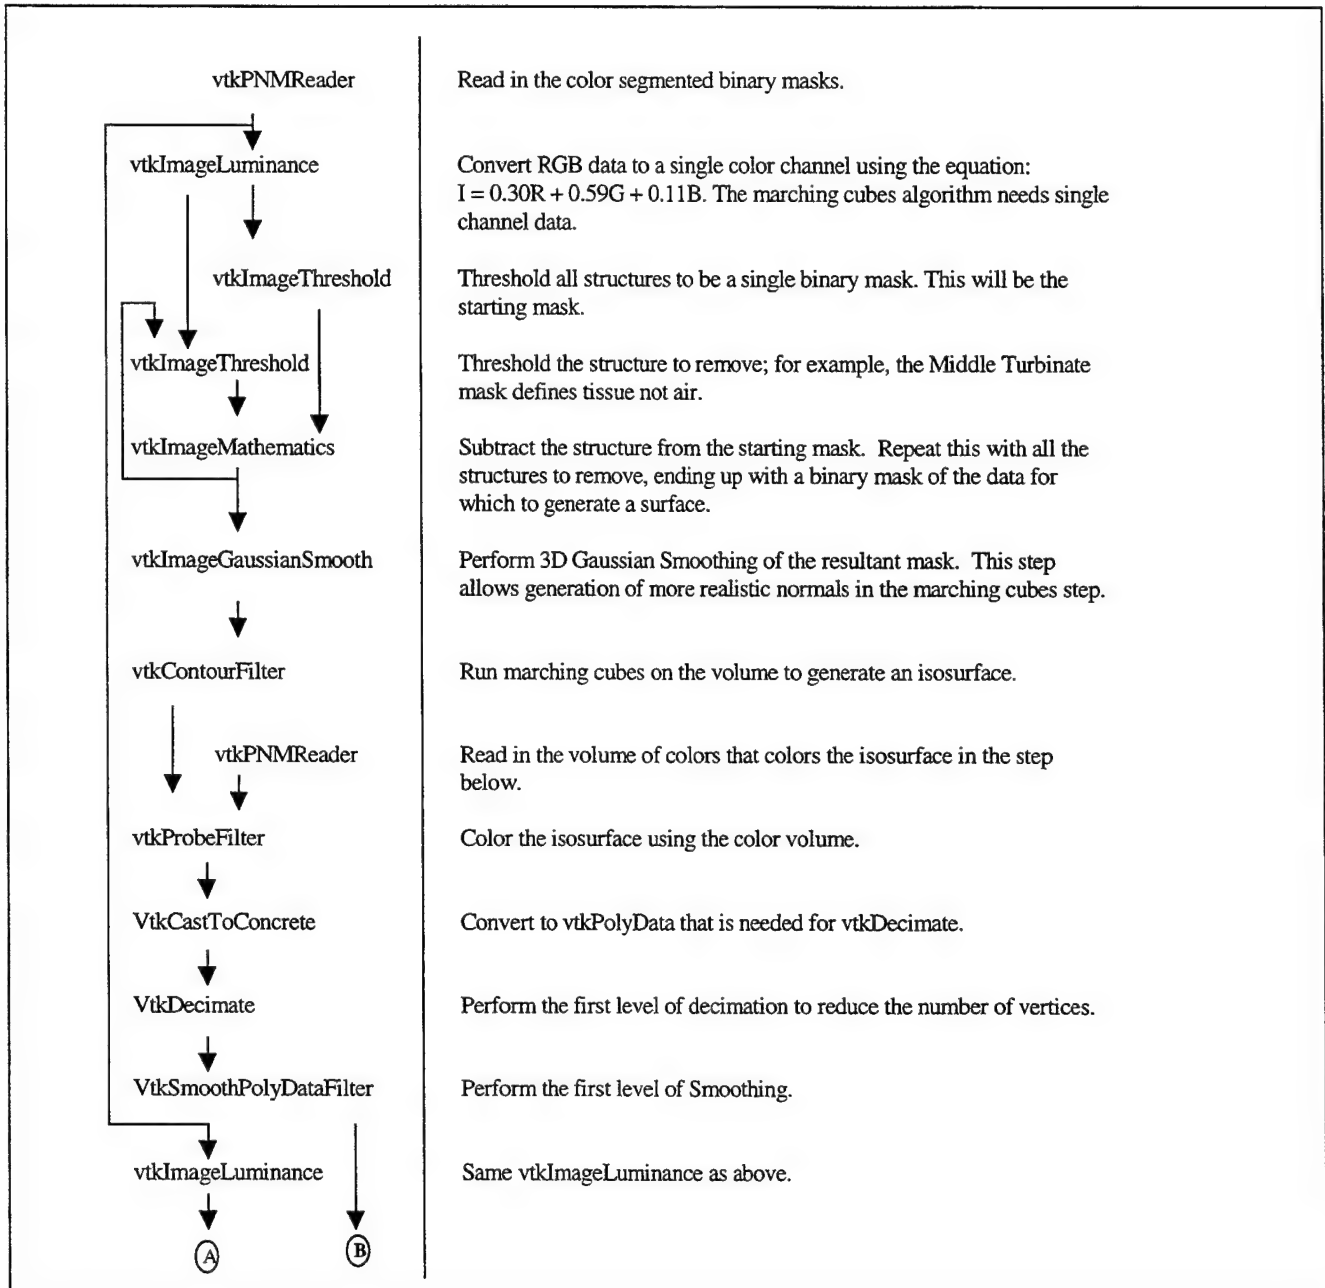 vtkPNMReader
Read in the color segmented binary masks.
vtkImageLuminance
Convert RGB data to a single color channel using the equation:
I = 0.30R + 0.59G + 0.11B. The marching cubes algorithm needs single
channel data.
vtkImageThreshold
Threshold all structures to be a single binary mask. This will be the
starting mask.
vtkImageThreshold
Threshold the structure to remove; for example, the Middle Turbinate
mask defines tissue not air.
vtkImageMathematics
Subtract the structure from the starting mask. Repeat this with all the
structures to remove, ending up with a binary mask of the data for
which to generate a surface.
vtkImageGaussianSmooth
Perform 3D Gaussian Smoothing of the resultant mask. This step
allows generation of more realistic normals in the marching cubes step.
vtkContourFilter
Run marching cubes on the volume to generate an isosurface.
vtkPNMReader
Read in the volume of colors that colors the isosurface in the step
below.
vtkProbeFilter
Color the isosurface using the color volume.
VtkCastToConcrete
Convert to vtkPolyData that is needed for vtkDecimate.
VtkDecimate
Perform the first level of decimation to reduce the number of vertices.
VtkSmoothPolyDataFilter
Perform the first level of Smoothing.
vtkImageLuminance
Same vtkImageLuminance as above.
A
B